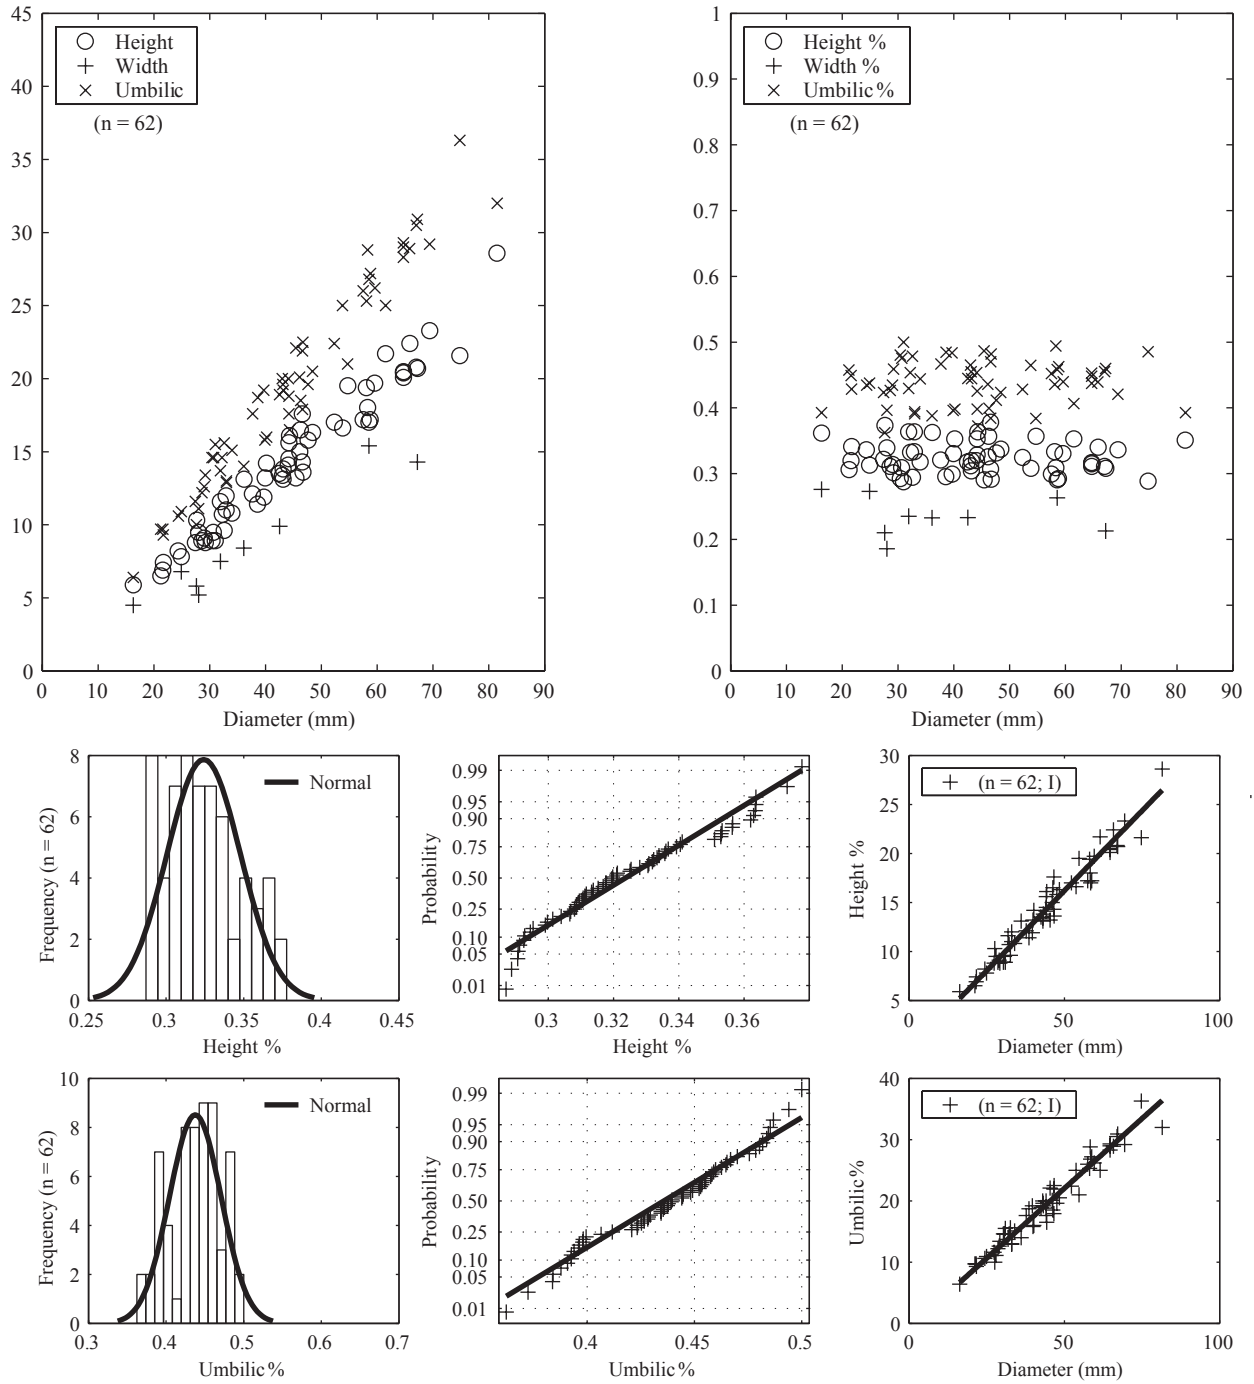 45
40
35
30
25
20
15
10
5
0
Height
Width
Umbilic
(n = 62)
0 10 20 30 40 50 60 70 80 90
Diameter (mm)
1
0.9
0.8
0.7
0.6
0.5
0.4
0.3
0.2
0.1
0
Height %
Width %
Umbilic %
(n = 62)
0 10 20 30 40 50 60 70 80 90
Diameter (mm)
8
6
4
2
0
Frequency (n = 62)
Normal
0.25 0.3 0.35 0.4 0.45
Height %
0.99
0.95
0.90
0.75
0.50
0.25
0.10
0.05
0.01
Probability
0.3 0.32 0.34 0.36
Height %
30
25
20
15
10
5
Height %
(n = 62; I)
0 50 100
Diameter (mm)
10
8
6
4
2
0
Frequency (n = 62)
Normal
0.3 0.4 0.5 0.6 0.7
Umbilic %
0.99
0.95
0.90
0.75
0.50
0.25
0.10
0.05
0.01
Probability
0.4 0.45 0.5
Umbilic %
40
30
20
10
0
Umbilic %
(n = 62; I)
0 50 100
Diameter (mm)